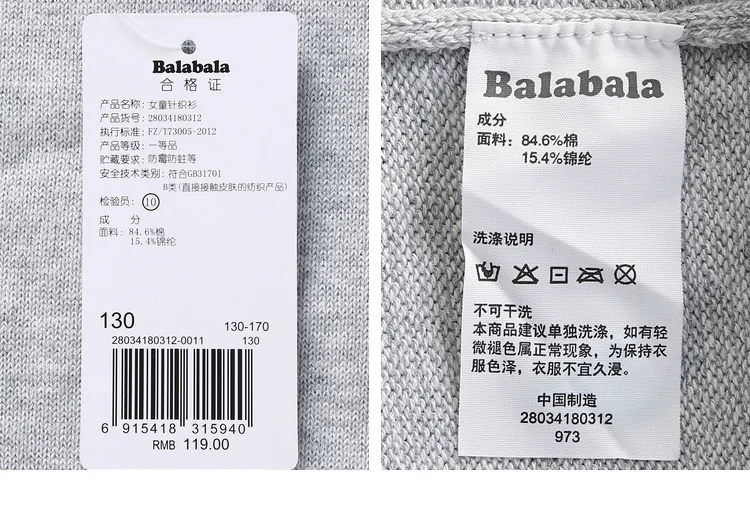 Balabala
合格证
产品名称: 女童针织衫
产品货号: 28034180312
执行标准: FZ/T73005-2012
产品等级: 一等品
贮藏要求: 防霉防蛀等
安全技术类别: 符合GB31701
B类(直接接触皮肤的纺织产品)
检验员: 10
成 分
面料: 84.6%棉
15.4%锦纶
130 130-170
28034180312-0011 130
6 915418 315940
RMB 119.00
Balabala
成分
面料: 84.6%棉
15.4%锦纶
洗涤说明
不可干洗
本商品建议单独洗涤，如有轻
微褪色属正常现象，为保持衣
服色泽，衣服不宜久浸。
中国制造
28034180312
973